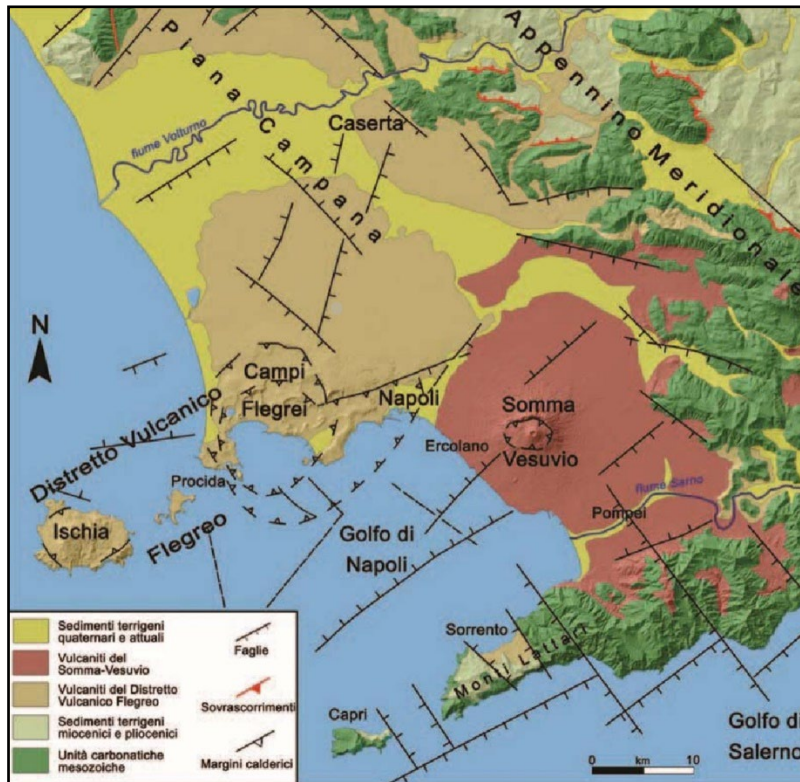 Piana Campana
Appennino Meridionale
fiume Volturno
Caserta
N
Campi
Flegrei
Napoli
Somma
Vesuvio
Ercolano
Distretto Vulcanico
Flegreo
Procida
Ischia
fiume Sarno
Pompei
Golfo di
Napoli
Sorrento
Monti Lattari
Capri
Golfo di
Salerno
Sedimenti terrigeni
quaternari e attuali
Vulcaniti del
Somma-Vesuvio
Vulcaniti del Distretto
Vulcanico Flegreo
Sedimenti terrigeni
miocenici e pliocenici
Unità carbonatiche
mesozoiche
Faglie
Sovrascorrimenti
Margini calderici
0 km 10